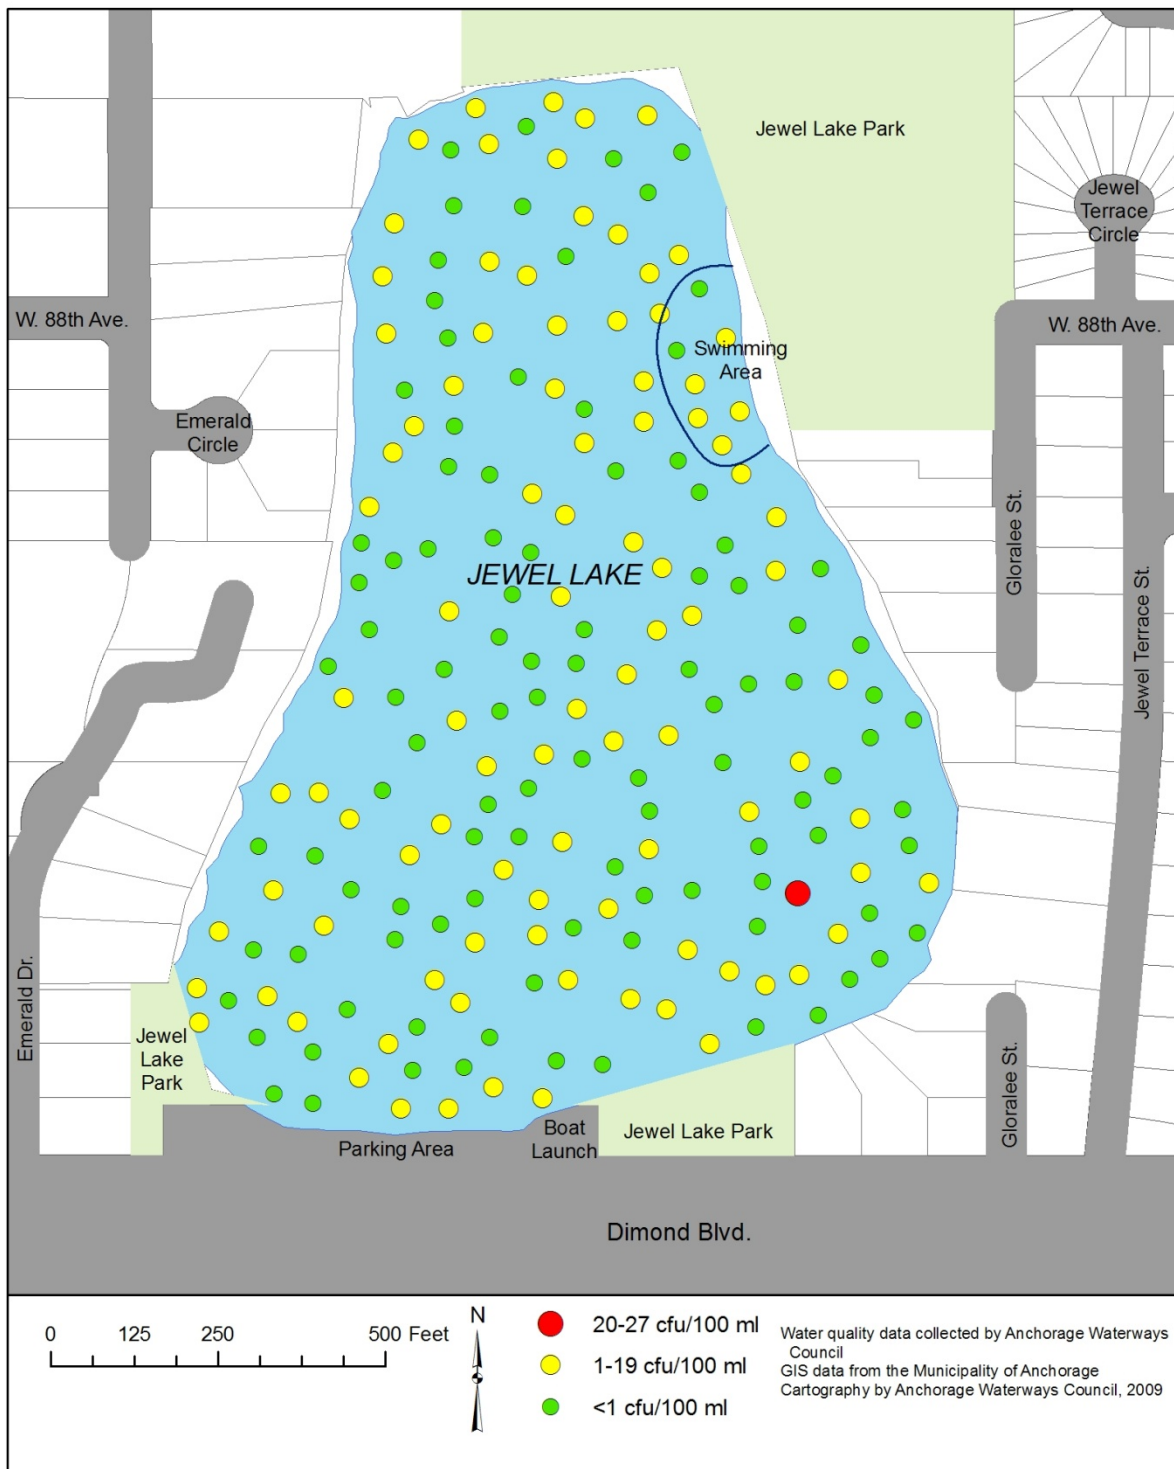 Jewel Lake Park
Jewel
Terrace
Circle
W. 88th Ave.
W. 88th Ave.
Swimming
Area
Emerald
Circle
Gloralee St.
JEWEL LAKE
Jewel Terrace St.
Emerald Dr.
Jewel
Lake
Park
Gloralee St.
Parking Area
Boat
Launch
Jewel Lake Park
Dimond Blvd.
0 125 250 500 Feet
N
20-27 cfu/100 ml
1-19 cfu/100 ml
<1 cfu/100 ml
Water quality data collected by Anchorage Waterways
Council
GIS data from the Municipality of Anchorage
Cartography by Anchorage Waterways Council, 2009